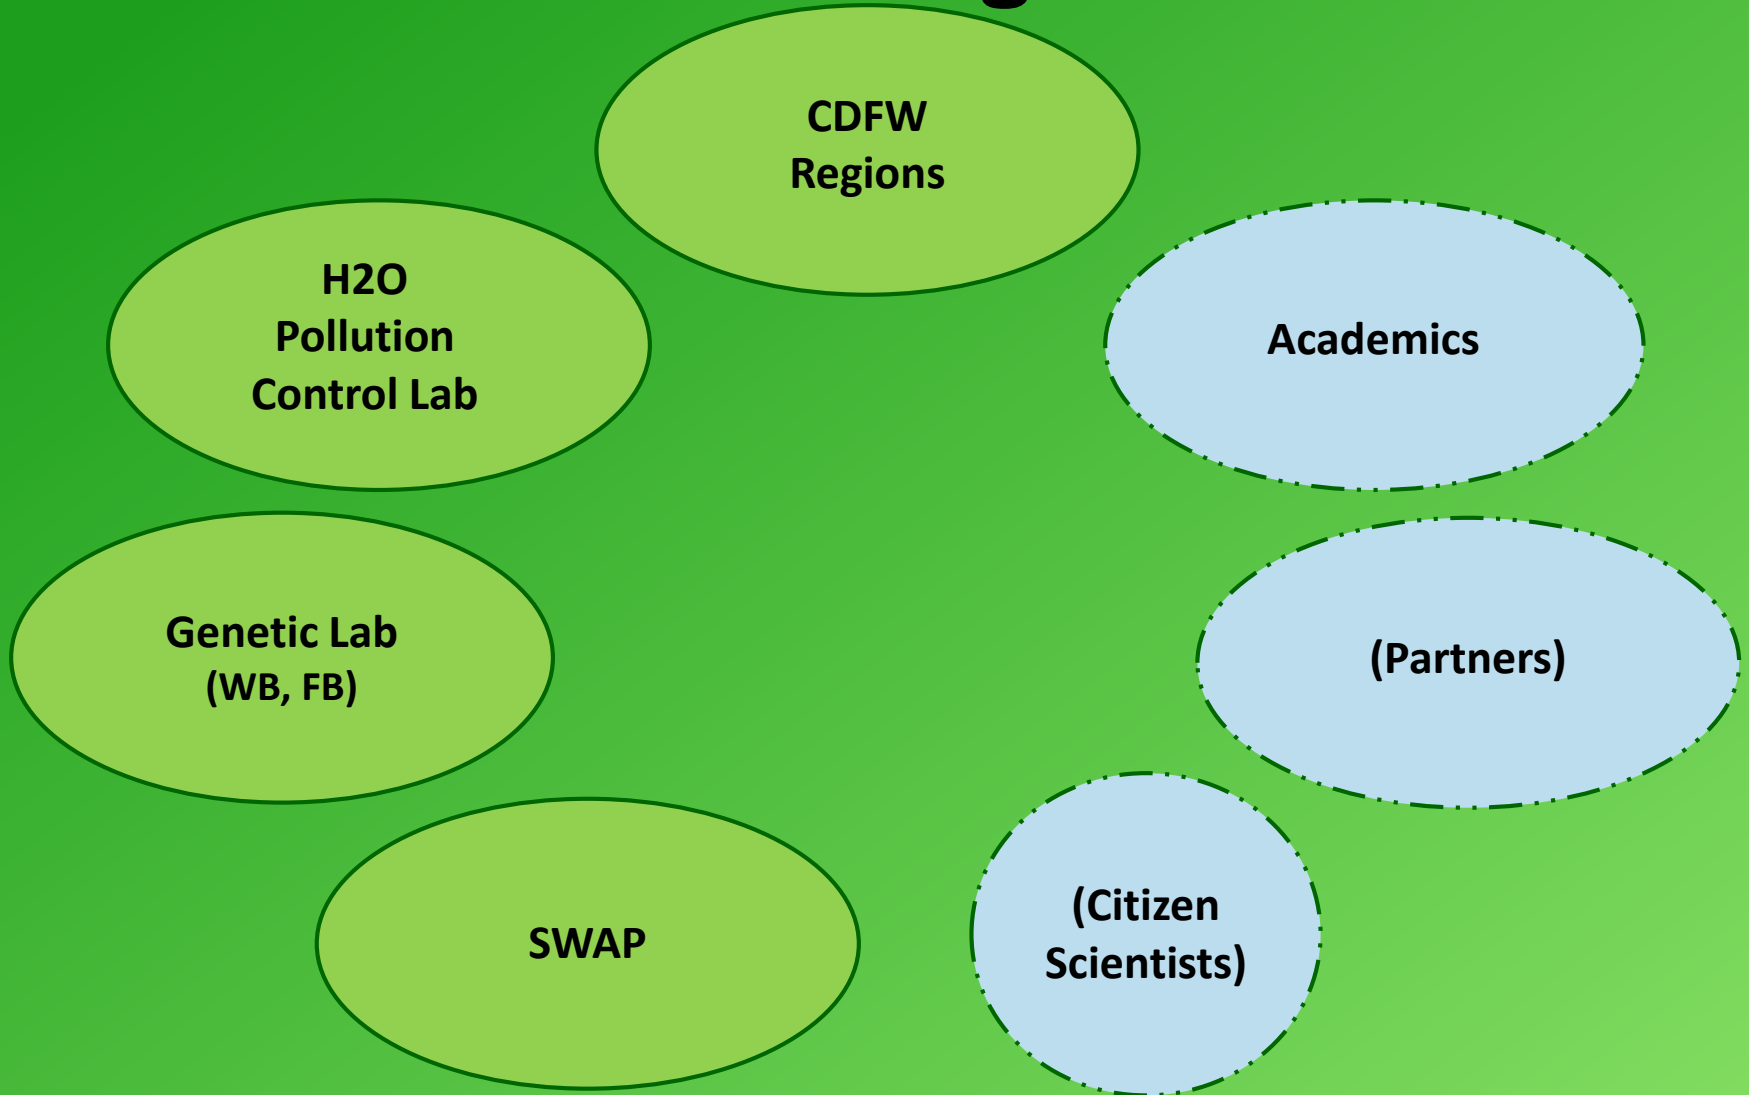 CDFW
Regions
H2O
Pollution
Control Lab
Academics
Genetic Lab
(WB, FB)
(Partners)
SWAP
(Citizen
Scientists)